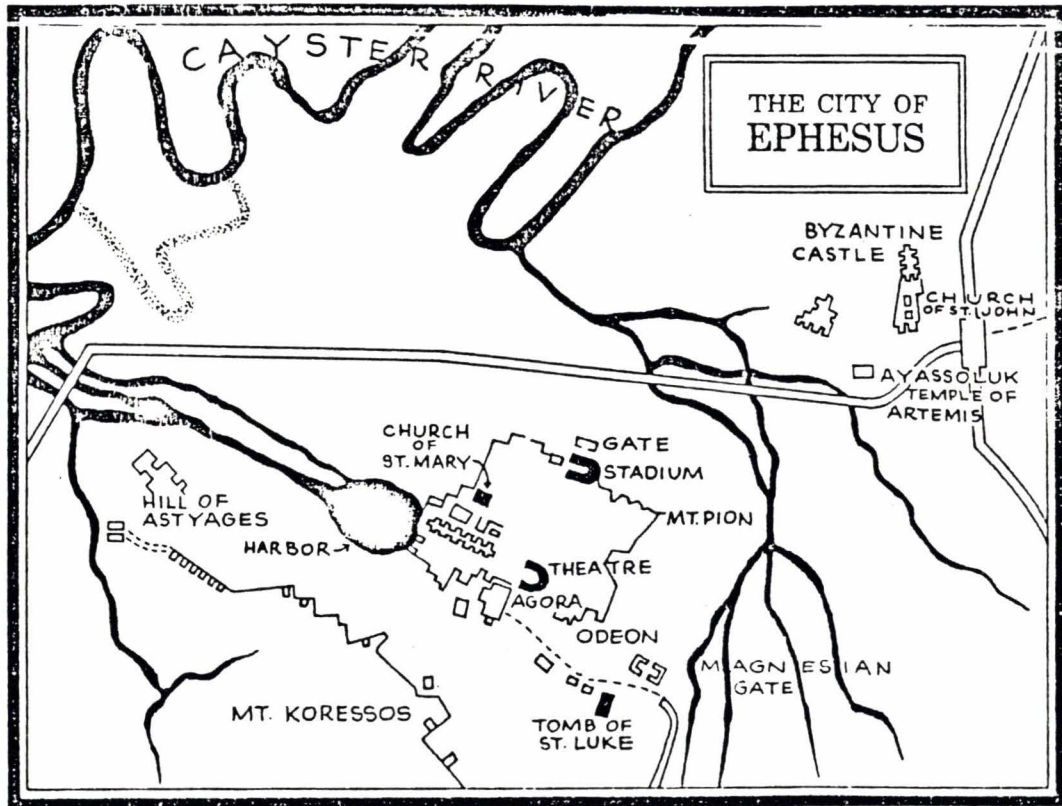 CAYSTER RIVER
THE CITY OF
EPHESUS
BYZANTINE
CASTLE
CHURCH
OF ST. JOHN
AYASSOLUK
TEMPLE OF
ARTEMIS
CHURCH
OF
ST. MARY
GATE
STADIUM
MT. PION
HILL OF
ASTYAGES
HARBOR
THEATRE
AGORA
ODEON
MAGNESIAN
GATE
MT. KORESSOS
TOMB OF
ST. LUKE